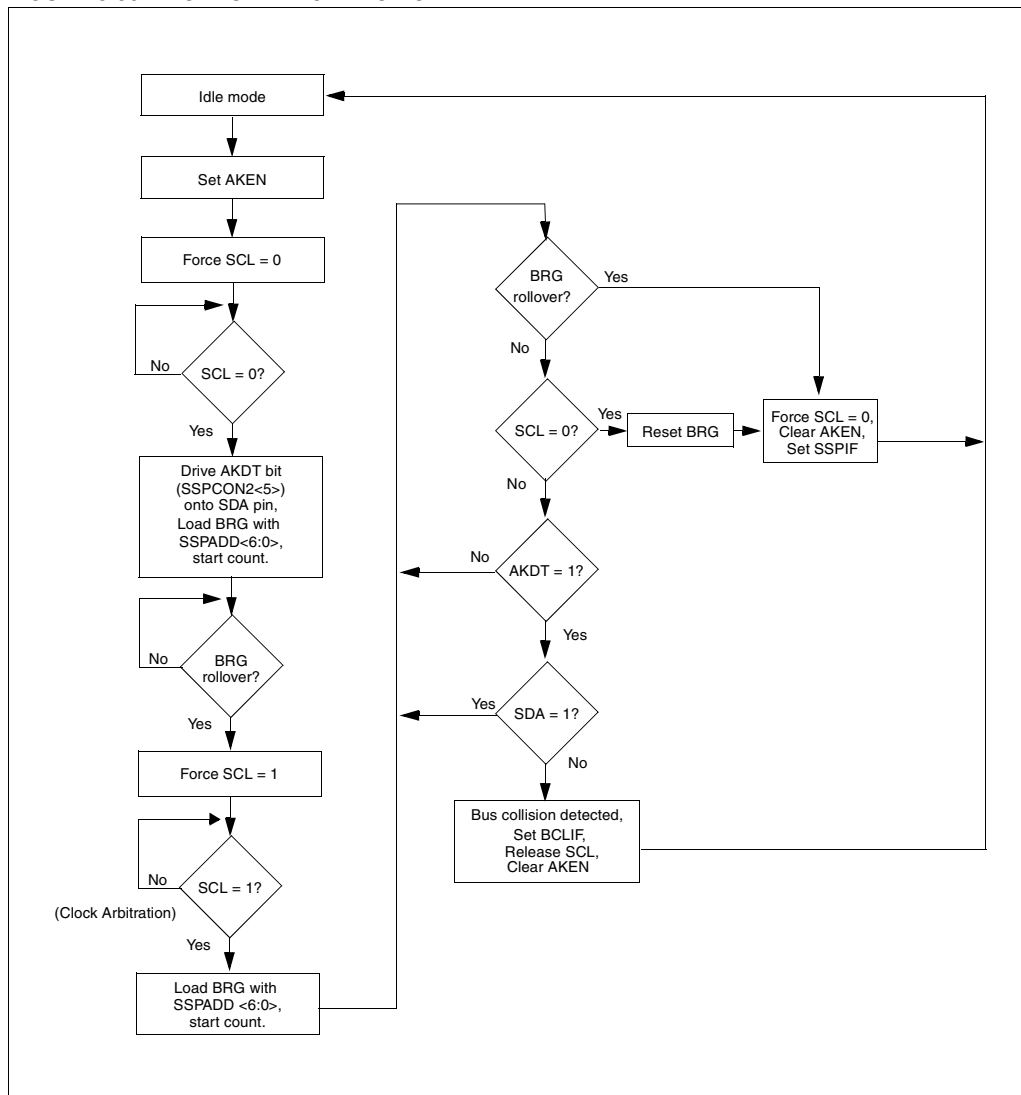 Idle mode
Set AKEN
Force SCL = 0
No
SCL = 0?
Yes
Drive AKDT bit
(SSPCON2<5>)
onto SDA pin,
Load BRG with
SSPADD<6:0>,
start count.
No
BRG
rollover?
Yes
Force SCL = 1
No
SCL = 1?
(Clock Arbitration)
Yes
Load BRG with
SSPADD <6:0>,
start count.
BRG
rollover?
Yes
No
SCL = 0?
Yes
Reset BRG
Force SCL = 0,
Clear AKEN,
Set SSPIF
No
AKDT = 1?
No
Yes
SDA = 1?
Yes
No
Bus collision detected,
Set BCLIF,
Release SCL,
Clear AKEN